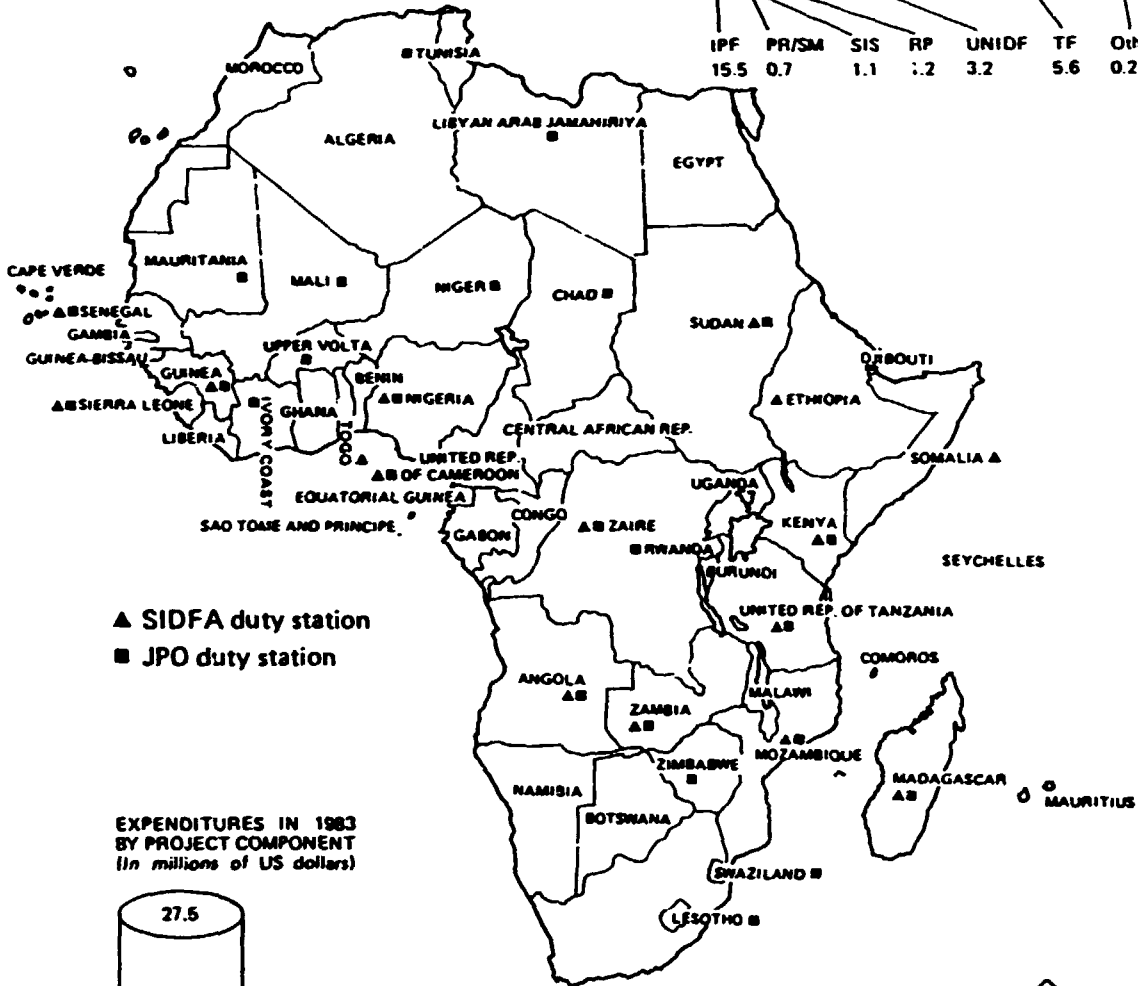 IPF PR/SM SIS RP UNIDF TF Oth
15.5 0.7 1.1 .2 3.2 5.6 0.2
MOROCCO
■ TUNISIA
ALGERIA
LIBYAN ARAB JAMAHIRIYA
■
EGYPT
CAPE VERDE
MAURITANIA
■
MALI ■
NIGER ■
CHAD ■
SUDAN ▲■
▲■ SENEGAL
GAMBIA
GUINEA-BISSAU
GUINEA
▲■
UPPER VOLTA
■
BENIN
▲■ NIGERIA
DJIBOUTI
▲ ETHIOPIA
▲■ SIERRA LEONE
LIBERIA
■ IVORY COAST
GHANA
TOGO ▲
CENTRAL AFRICAN REP.
UNITED REP.
▲■ OF CAMEROON
SOMALIA ▲
EQUATORIAL GUINEA
SAO TOME AND PRINCIPE
GABON
CONGO
▲■ ZAIRE
UGANDA
KENYA
▲■
■ RWANDA
BURUNDI
SEYCHELLES
UNITED REP. OF TANZANIA
▲■
▲ SIDFA duty station
■ JPO duty station
COMOROS
ANGOLA
▲■
ZAMBIA
▲■
MALAWI
▲■
MOZAMBIQUE
ZIMBABWE
■
MADAGASCAR
▲■
MAURITIUS
NAMIBIA
BOTSWANA
SWAZILAND ■
LESOTHO ■
EXPENDITURES IN 1983
BY PROJECT COMPONENT
(In millions of US dollars)
27.5